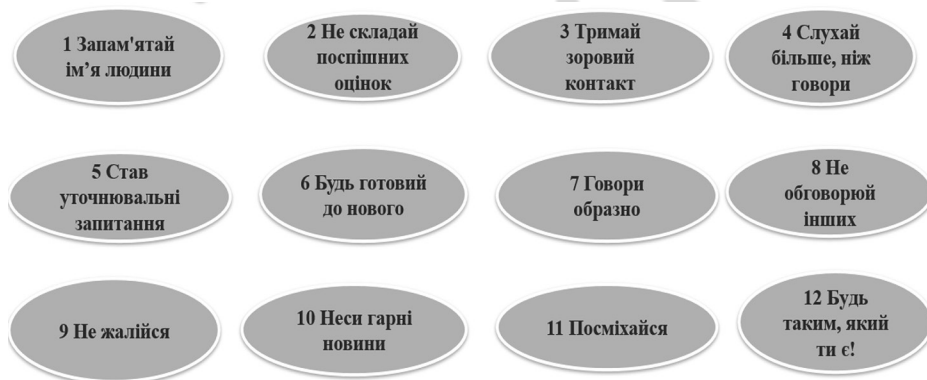 1 Запам'ятай
ім’я людини
2 Не складай
поспішних
оцінок
3 Тримай
зоровий
контакт
4 Слухай
більше, ніж
говори
5 Став
уточнювальні
запитання
6 Будь готовий
до нового
7 Говори
образно
8 Не
обговорюй
інших
9 Не жалійся
10 Неси гарні
новини
11 Посміхайся
12 Будь
таким, який
ти є!